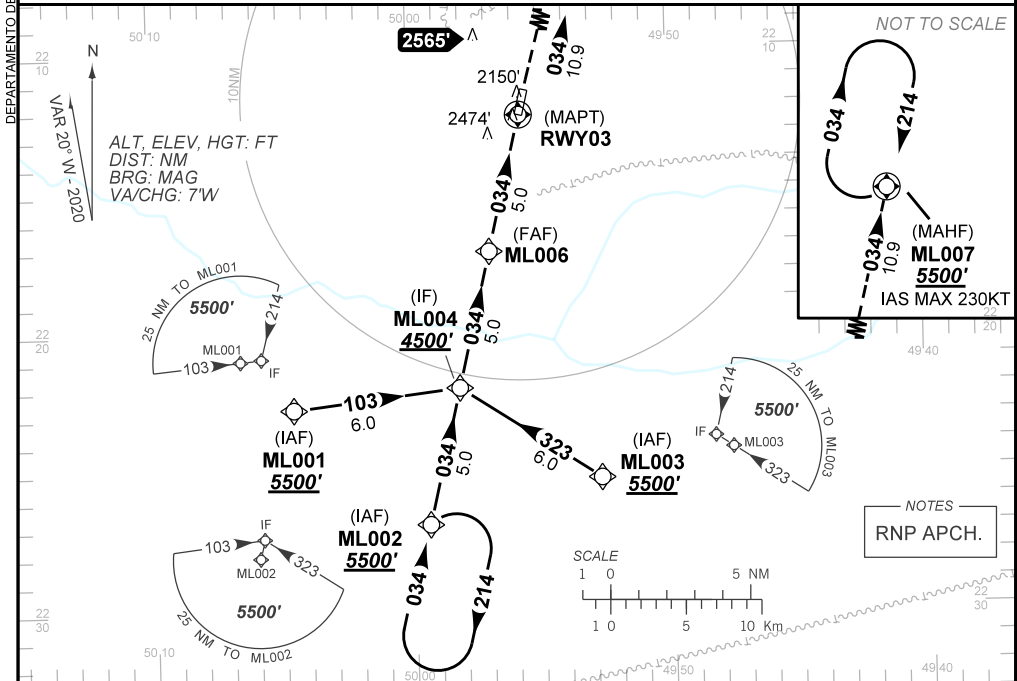 DEPARTAMENTO DE
50 10
50 00
49 50
22
10
22
10
N
VAR 20° W - 2020
ALT, ELEV, HGT: FT
DIST: NM
BRG: MAG
VA/CHG: 7'W
10NM
2565'
2150'
2474'
034
10.9
(MAPT)
RWY03
034
5.0
(FAF)
ML006
034
5.0
(IF)
ML004
4500'
NOT TO SCALE
034
214
(MAHF)
ML007
5500'
IAS MAX 230KT
034
10.9
22
20
22
20
49 40
25 NM TO ML001
5500'
214
ML001
103
IF
103
6.0
(IAF)
ML001
5500'
034
5.0
323
6.0
(IAF)
ML003
5500'
214
25 NM TO ML003
5500'
IF
ML003
323
(IAF)
ML002
5500'
034
214
IF
103
323
ML002
5500'
25 NM TO ML002
NOTES
RNP APCH.
SCALE
1 0 5 NM
1 0 5 10 Km
22
30
22
30
50 10
50 00
49 50
49 40